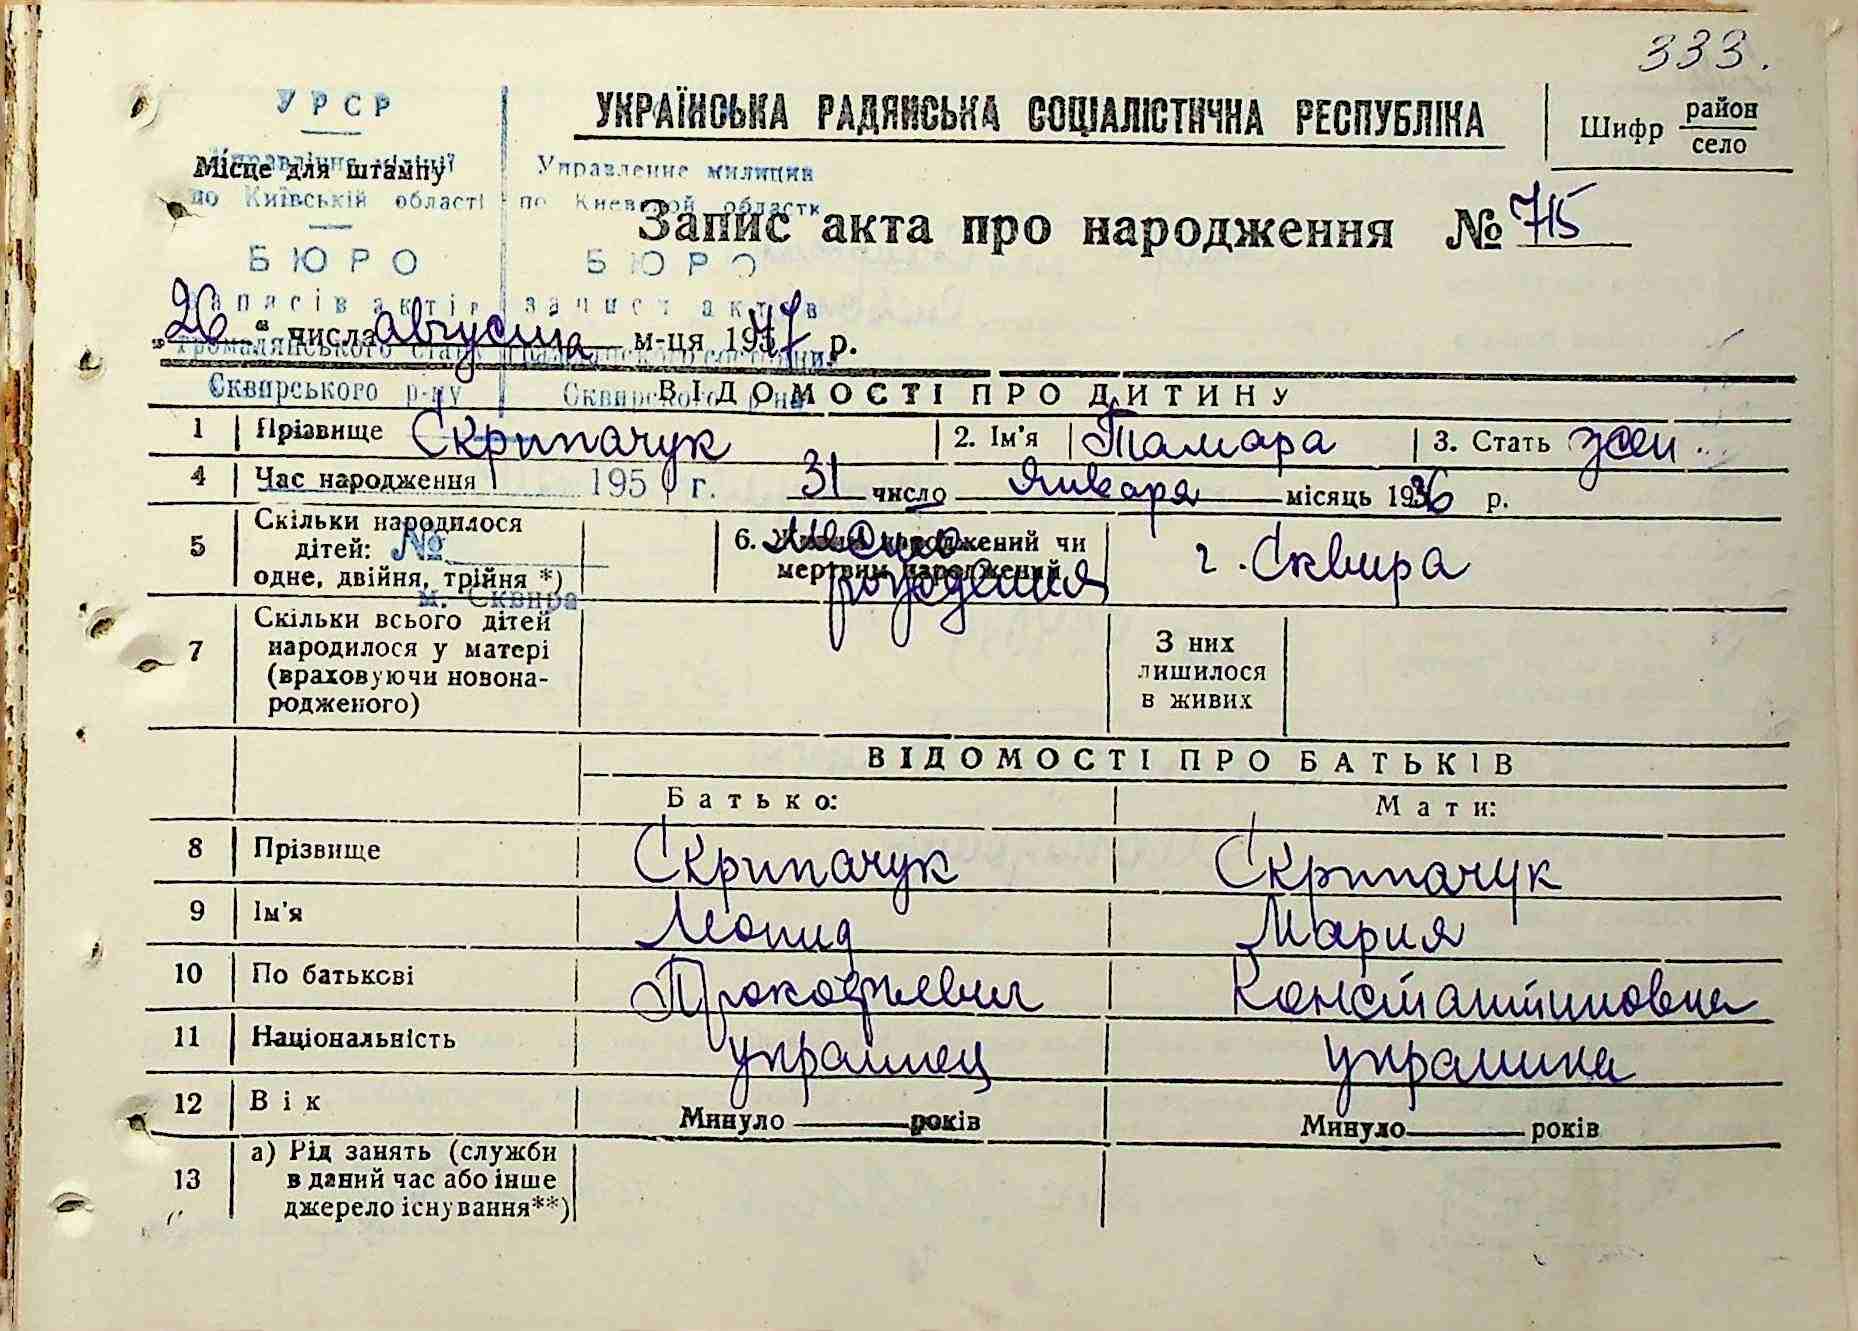 333.
УРСР
УКРАЇНСЬКА РАДЯНСЬКА СОЦІАЛІСТИЧНА РЕСПУБЛІКА
Шифр район село
Місце для штампу
Управління міліції Управление милиции
по Київській області по Киевской области
Запис акта про народження № 715
БЮРО БЮРО
записів актів запис актов
„26“ числа августа м-ця 1957 р.
громадянського стану гражданского состояния
Сквирського р-ну Сквирского р-на
ВІДОМОСТІ ПРО ДИТИНУ
1 Прізвище Скрипачук 2. Ім'я Тамара 3. Стать жен.
4 Час народження 195 г. 31 число января місяць 1936 р.
5 Скільки народилося дітей: одне, двійня, трійня *)
№
м. Сквира
6. Живим народжений чи мертвим народжений
Место рождения
г. Сквира
7 Скільки всього дітей народилося у матері (враховуючи новонародженого)
З них лишилося в живих
ВІДОМОСТІ ПРО БАТЬКІВ
Батько: Мати:
8 Прізвище Скрипачук Скрипачук
9 Ім'я Леонид Мария
10 По батькові Прокофьевич Константиновна
11 Національність украинец украинка
12 Вік Минуло років Минуло років
13 а) Рід занять (служби
в даний час або інше
джерело існування**)